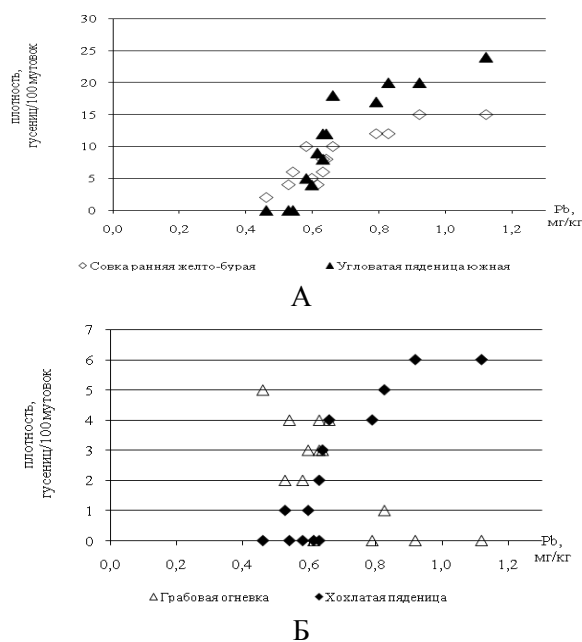 плотность,
гусениц/100 мутовок
30
25
20
15
10
5
0
0,0 0,2 0,4 0,6 0,8 1,0 1,2
Pb,
мг/кг
Совка ранняя желто-бурая Угловатая пяденица южная
А
плотность,
гусениц/100 мутовок
7
6
5
4
3
2
1
0
0,0 0,2 0,4 0,6 0,8 1,0 1,2
Pb,
мг/кг
Грабовая огневка Хохлатая пяденица
Б